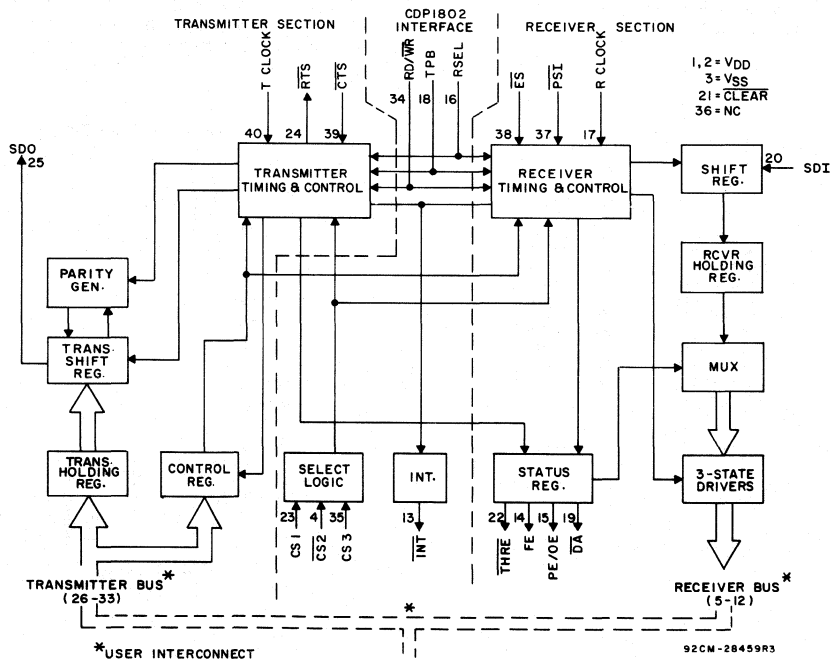 TRANSMITTER SECTION
CDP1802
INTERFACE
RECEIVER SECTION
T CLOCK
RTS
CTS
RD/WR
TPB
RSEL
ES
PSI
R CLOCK
1,2 = VDD
3 = VSS
21 = CLEAR
36 = NC
34
18
16
40
24
39
38
37
17
SDO
25
TRANSMITTER
TIMING & CONTROL
RECEIVER
TIMING & CONTROL
SHIFT
REG.
20
SDI
PARITY
GEN.
RCVR
HOLDING
REG.
TRANS.
SHIFT
REG.
MUX
TRANS.
HOLDING
REG.
CONTROL
REG.
SELECT
LOGIC
INT.
STATUS
REG.
3-STATE
DRIVERS
23
4
35
13
22
14
15
19
CS1
CS2
CS3
INT
THRE
FE
PE/OE
DA
TRANSMITTER BUS*
(26-33)
RECEIVER BUS*
(5-12)
*
*USER INTERCONNECT
92CM-28459R3